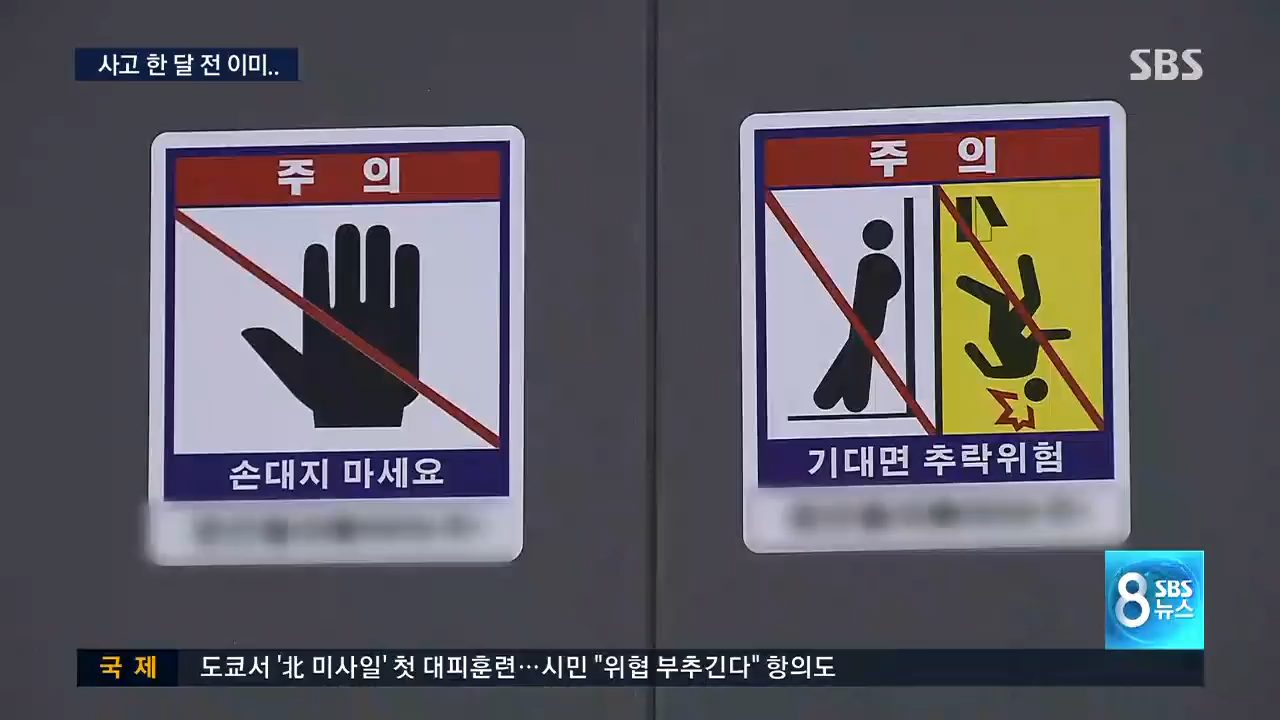 사고 한 달 전 이미..
SBS
주 의
손대지 마세요
주 의
기대면 추락위험
8 SBS 뉴스
국 제
도쿄서 '北 미사일' 첫 대피훈련…시민 "위협 부추긴다" 항의도